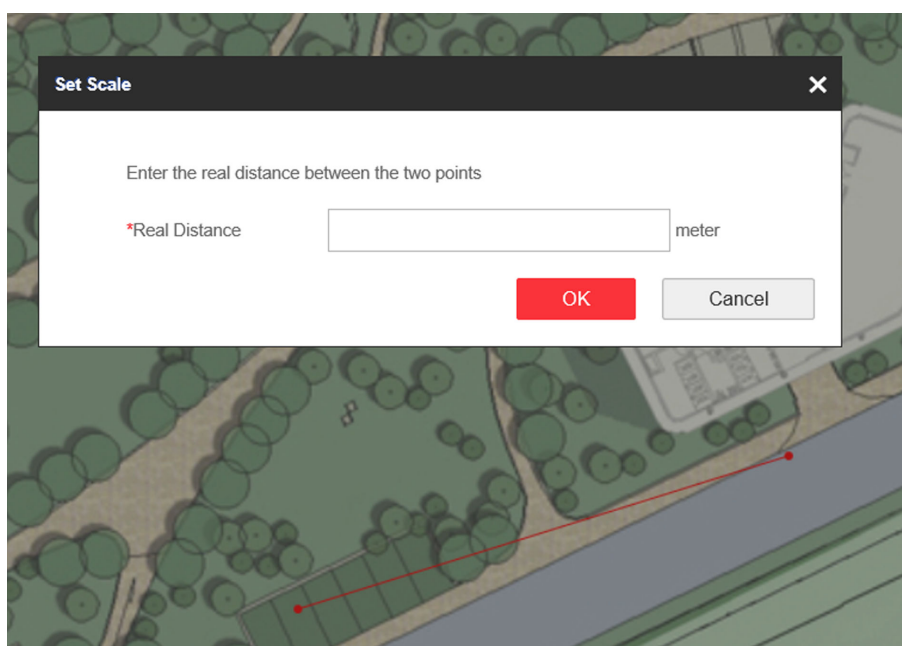 Set Scale
Enter the real distance between the two points
*Real Distance
meter
OK
Cancel